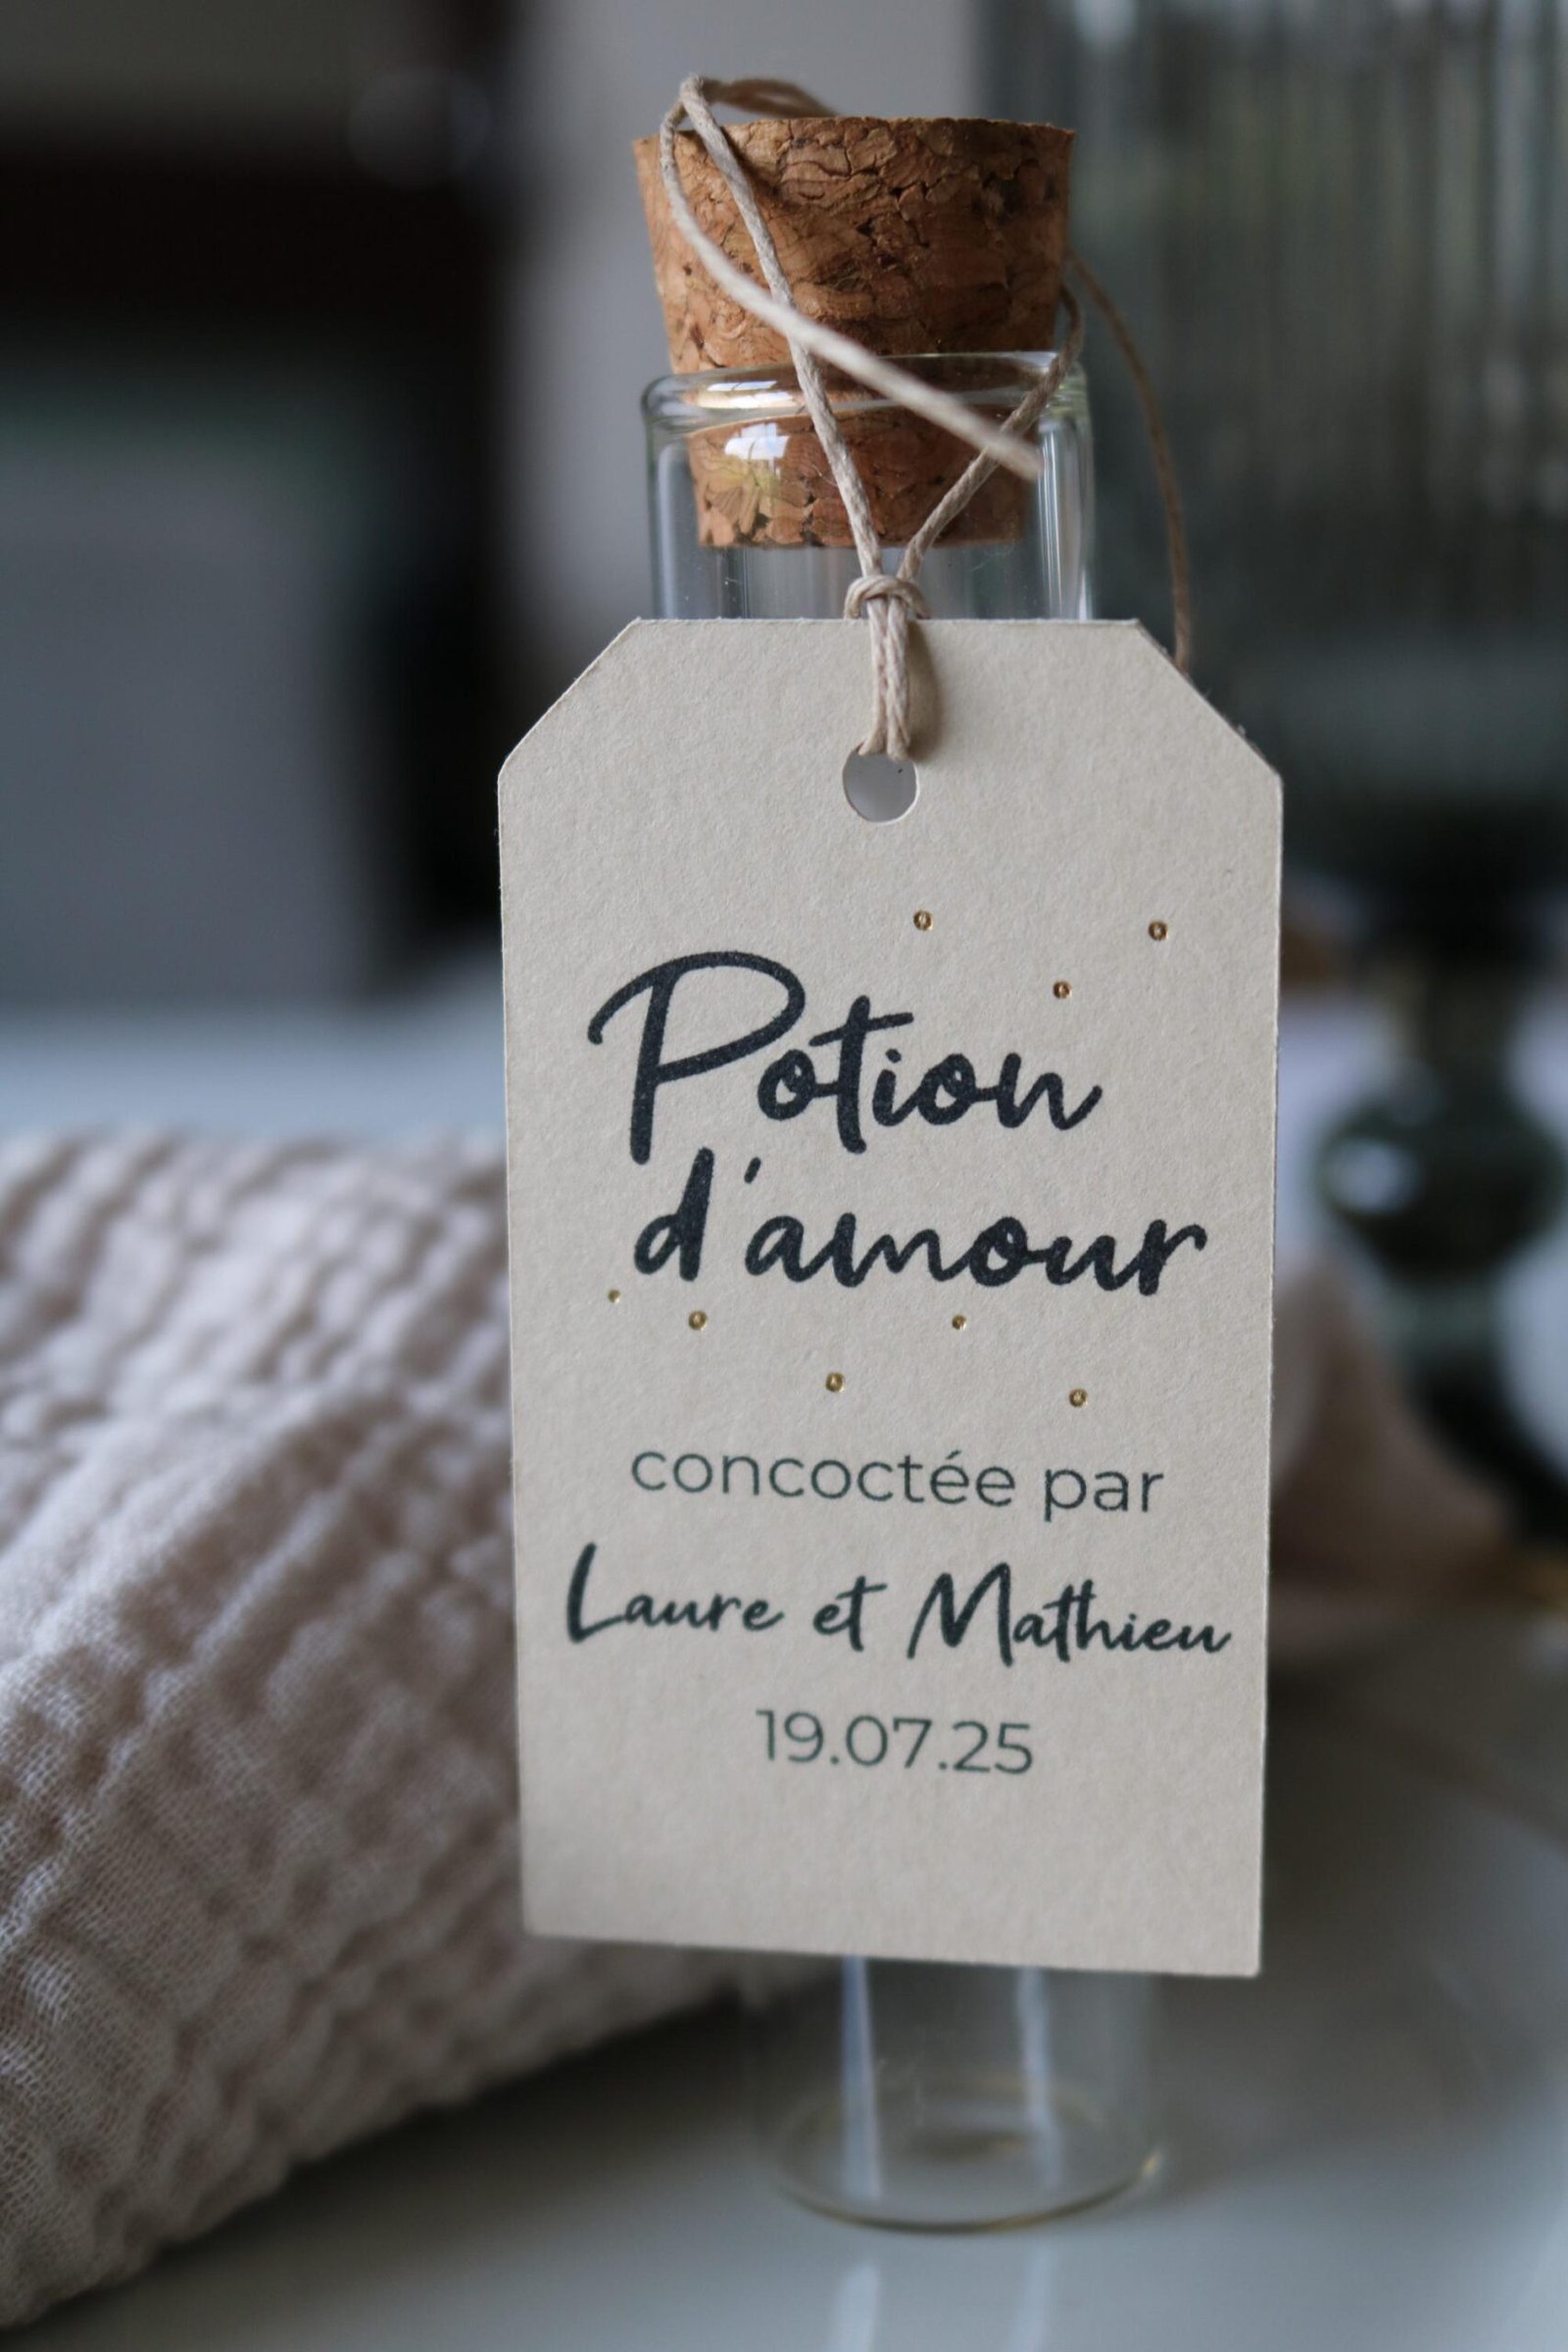 Potion
d'amour
concoctée par
Laure et Mathieu
19.07.25